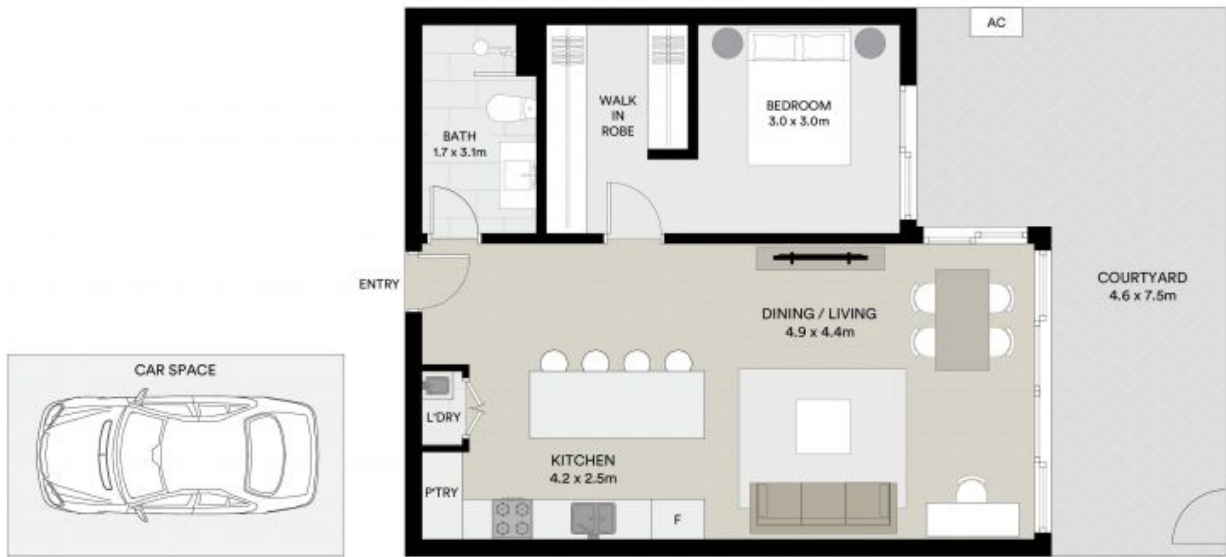 AC
WALK
IN
ROBE
BEDROOM
3.0 x 3.0m
BATH
1.7 x 3.1m
ENTRY
COURTYARD
4.6 x 7.5m
DINING / LIVING
4.9 x 4.4m
CAR SPACE
L'DRY
KITCHEN
4.2 x 2.5m
P'TRY
F